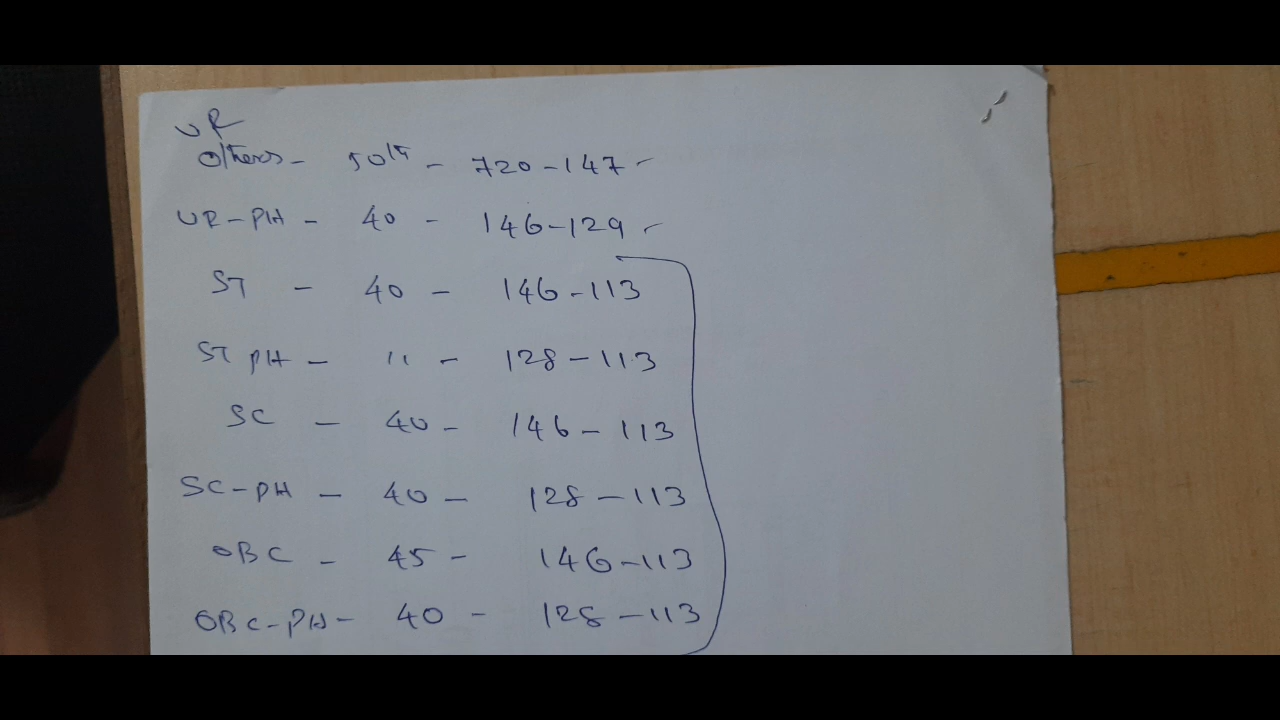 UR
Others - 50th - 720-147
UR-PH - 40 - 146-129
ST - 40 - 146-113
ST PH - 11 - 128-113
SC - 40 - 146-113
SC-PH - 40 - 128-113
OBC - 45 - 146-113
OBC-PH - 40 - 128-113